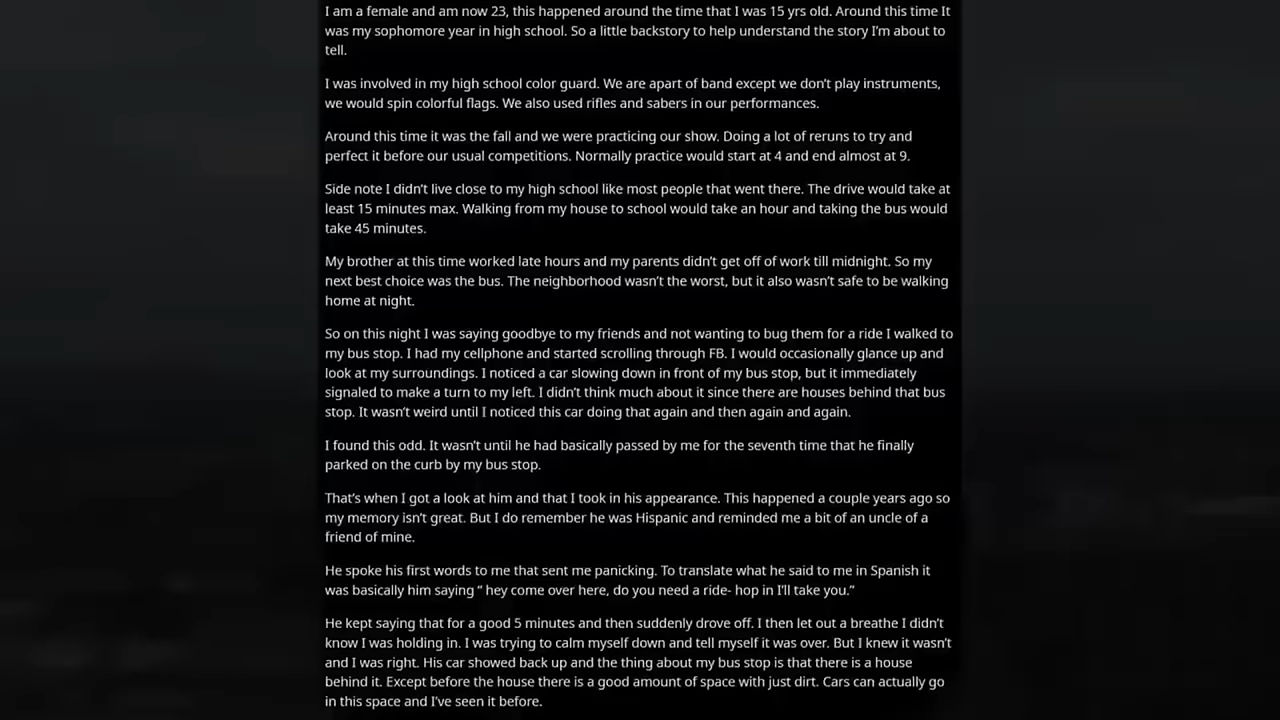 I am a female and am now 23, this happened around the time that I was 15 yrs old. Around this time It
was my sophomore year in high school. So a little backstory to help understand the story I'm about to
tell.
I was involved in my high school color guard. We are apart of band except we don't play instruments,
we would spin colorful flags. We also used rifles and sabers in our performances.
Around this time it was the fall and we were practicing our show. Doing a lot of reruns to try and
perfect it before our usual competitions. Normally practice would start at 4 and end almost at 9.
Side note I didn't live close to my high school like most people that went there. The drive would take at
least 15 minutes max. Walking from my house to school would take an hour and taking the bus would
take 45 minutes.
My brother at this time worked late hours and my parents didn't get off of work till midnight. So my
next best choice was the bus. The neighborhood wasn't the worst, but it also wasn't safe to be walking
home at night.
So on this night I was saying goodbye to my friends and not wanting to bug them for a ride I walked to
my bus stop. I had my cellphone and started scrolling through FB. I would occasionally glance up and
look at my surroundings. I noticed a car slowing down in front of my bus stop, but it immediately
signaled to make a turn to my left. I didn't think much about it since there are houses behind that bus
stop. It wasn't weird until I noticed this car doing that again and then again and again.
I found this odd. It wasn't until he had basically passed by me for the seventh time that he finally
parked on the curb by my bus stop.
That's when I got a look at him and that I took in his appearance. This happened a couple years ago so
my memory isn't great. But I do remember he was Hispanic and reminded me a bit of an uncle of a
friend of mine.
He spoke his first words to me that sent me panicking. To translate what he said to me in Spanish it
was basically him saying “ hey come over here, do you need a ride- hop in I'll take you.”
He kept saying that for a good 5 minutes and then suddenly drove off. I then let out a breathe I didn't
know I was holding in. I was trying to calm myself down and tell myself it was over. But I knew it wasn't
and I was right. His car showed back up and the thing about my bus stop is that there is a house
behind it. Except before the house there is a good amount of space with just dirt. Cars can actually go
in this space and I've seen it before.